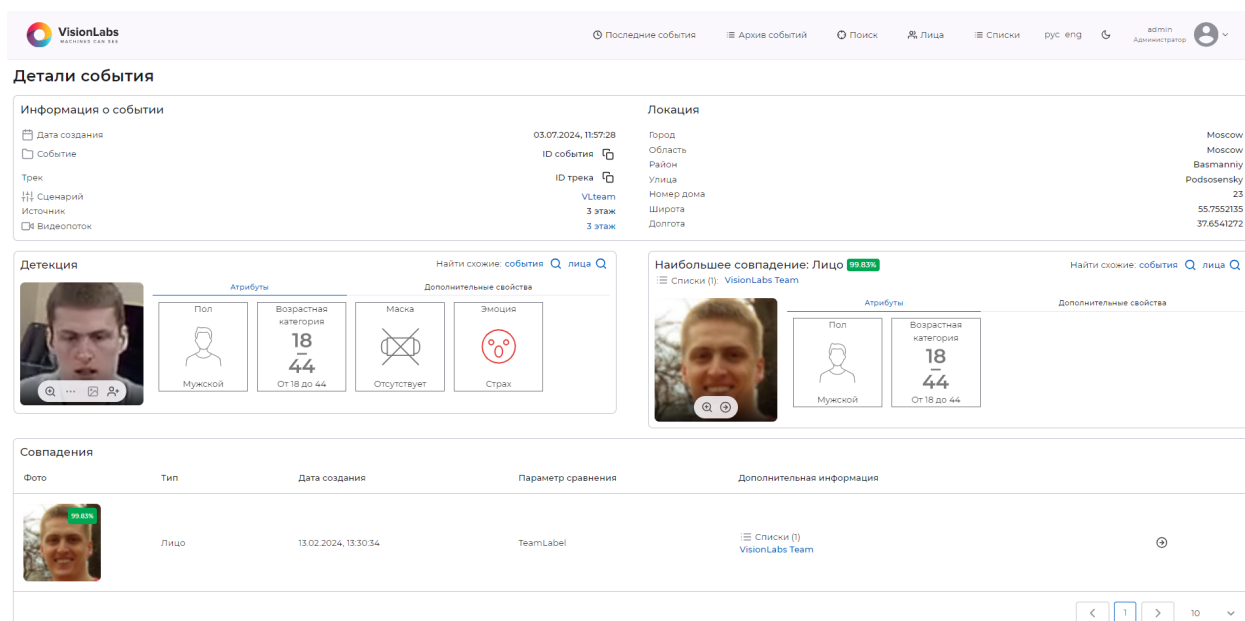 VisionLabs
MACHINES CAN SEE
Последние события
Архив событий
Поиск
Лица
Списки
рус eng
admin
Администратор
Детали события
Информация о событии
Дата создания 03.07.2024, 11:57:28
Событие ID события
Трек ID трека
Сценарий VLteam
Источник 3 этаж
Видеопоток 3 этаж
Локация
Город Moscow
Область Moscow
Район Basmanniy
Улица Podsosensky
Номер дома 23
Широта 55.7552135
Долгота 37.6541272
Детекция
Найти схожие: события лица
Атрибуты Дополнительные свойства
Пол
Мужской
Возрастная
категория
18
–
44
От 18 до 44
Маска
Отсутствует
Эмоция
Страх
Наибольшее совпадение: Лицо 99.83%
Найти схожие: события лица
Списки (1): VisionLabs Team
Атрибуты Дополнительные свойства
Пол
Мужской
Возрастная
категория
18
–
44
От 18 до 44
Совпадения
Фото Тип Дата создания Параметр сравнения Дополнительная информация
99.83%
Лицо 13.02.2024, 13:30:34 TeamLabel
Списки (1)
VisionLabs Team
1 10